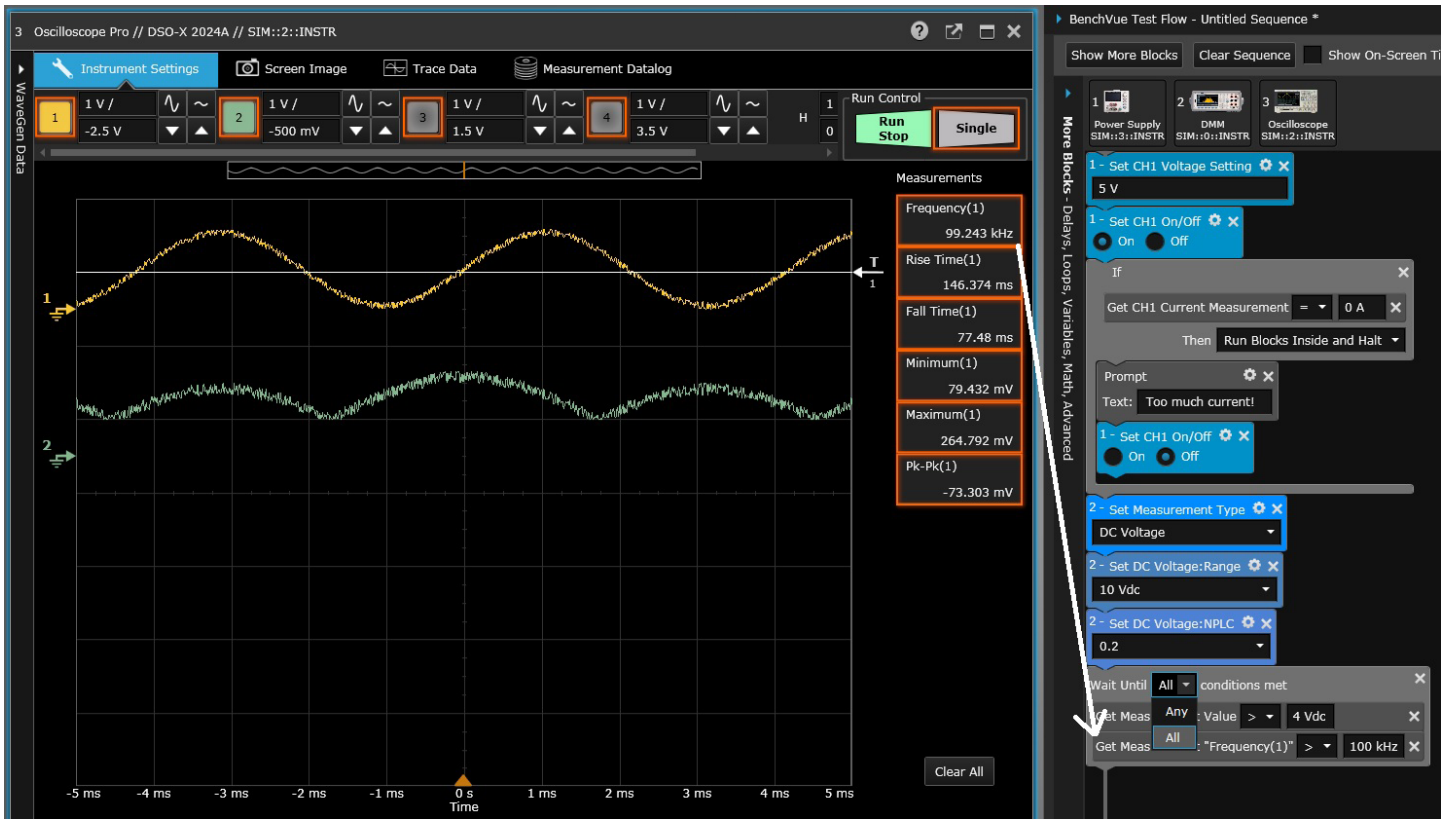 3 Oscilloscope Pro // DSO-X 2024A // SIM::2::INSTR
Instrument Settings
Screen Image
Trace Data
Measurement Datalog
WaveGen Data
1
1 V /
-2.5 V
2
1 V /
-500 mV
3
1 V /
1.5 V
4
1 V /
3.5 V
H
1
0
Run Control
Run
Stop
Single
1
2
T
1
Measurements
Frequency(1)
99.243 kHz
Rise Time(1)
146.374 ms
Fall Time(1)
77.48 ms
Minimum(1)
79.432 mV
Maximum(1)
264.792 mV
Pk-Pk(1)
-73.303 mV
Clear All
-5 ms -4 ms -3 ms -2 ms -1 ms 0 s 1 ms 2 ms 3 ms 4 ms 5 ms
Time
BenchVue Test Flow - Untitled Sequence *
Show More Blocks
Clear Sequence
Show On-Screen Ti
More Blocks - Delays, Loops, Variables, Math, Advanced
1
Power Supply
SIM::3::INSTR
2
DMM
SIM::0::INSTR
3
Oscilloscope
SIM::2::INSTR
1 - Set CH1 Voltage Setting
5 V
1 - Set CH1 On/Off
On Off
If
Get CH1 Current Measurement = 0 A
Then Run Blocks Inside and Halt
Prompt
Text: Too much current!
1 - Set CH1 On/Off
On Off
2 - Set Measurement Type
DC Voltage
2 - Set DC Voltage:Range
10 Vdc
2 - Set DC Voltage:NPLC
0.2
Wait Until All conditions met
Any
All
Get Meas t Value > 4 Vdc
Get Meas t "Frequency(1)" > 100 kHz